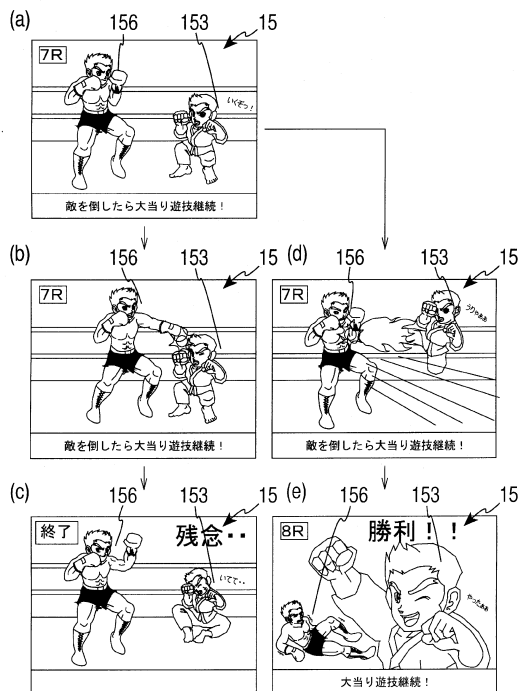 (a)
156
153
15
7R
いくぞっ!
敵を倒したら大当り遊技継続!
(b)
156
153
15
7R
敵を倒したら大当り遊技継続!
(d)
156
153
15
7R
うりゃああ
敵を倒したら大当り遊技継続!
(c)
156
153
15
終了
残念・・
いてて・・
(e)
156
153
15
8R
勝利!!
やったああ
大当り遊技継続!